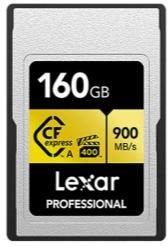 160GB
CF
express
A
400
900
MB/s
Lexar
PROFESSIONAL